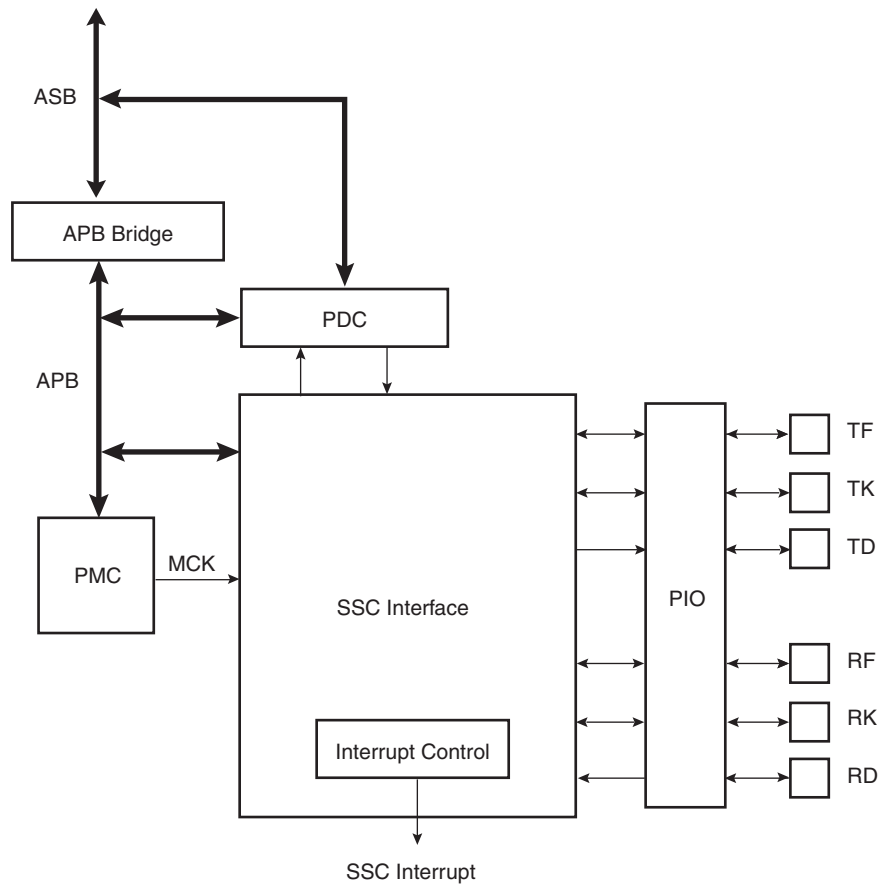 ASB
APB Bridge
PDC
APB
TF
TK
TD
PMC
MCK
SSC Interface
PIO
RF
RK
RD
Interrupt Control
SSC Interrupt